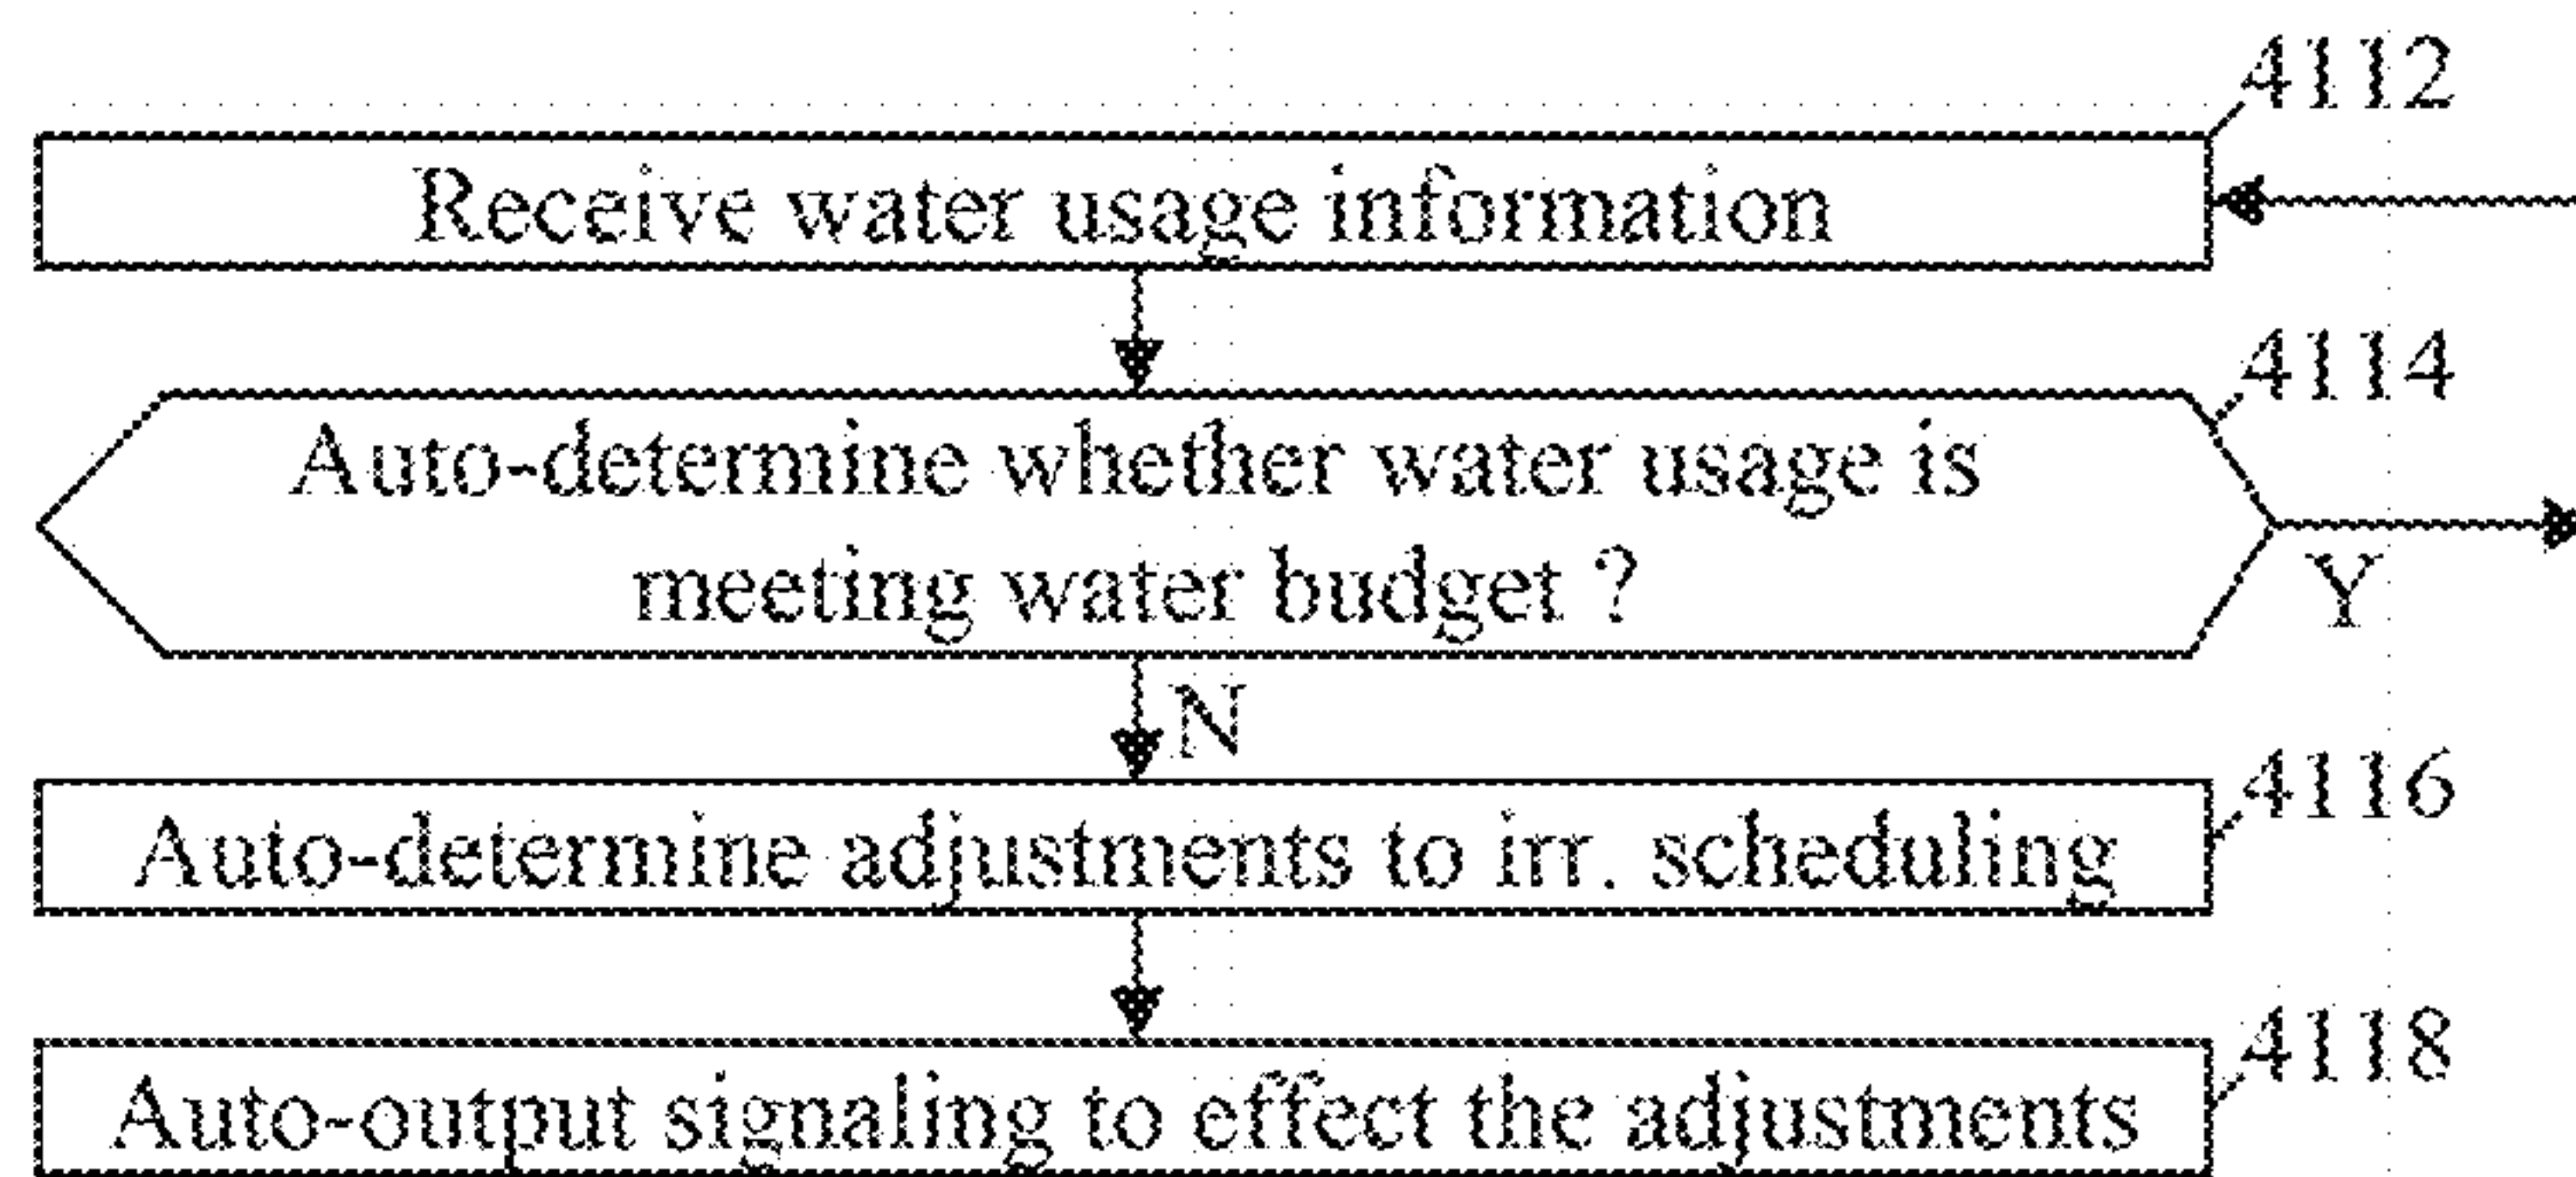 4112
Receive water usage information
4114
Auto-determine whether water usage is
meeting water budget ?
Y
N
4116
Auto-determine adjustments to irr. scheduling
4118
Auto-output signaling to effect the adjustments